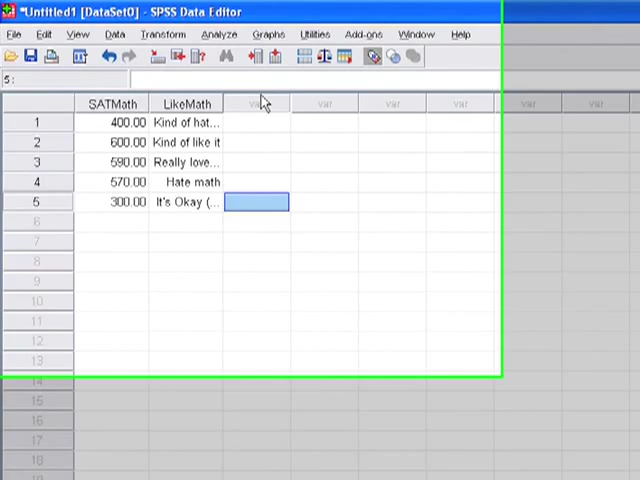 *Untitled1 [DataSet0] - SPSS Data Editor
File Edit View Data Transform Analyze Graphs Utilities Add-ons Window Help
5 :
SATMath LikeMath var var var var var
1 400.00 Kind of hat...
2 600.00 Kind of like it
3 590.00 Really love...
4 570.00 Hate math
5 300.00 It's Okay (...
6
7
8
9
10
11
12
13
14
15
16
17
18